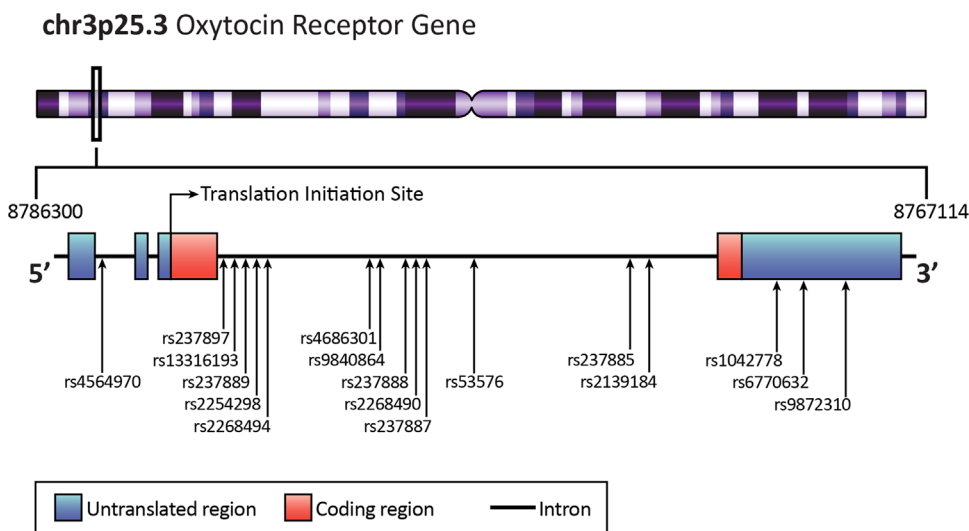 chr3p25.3 Oxytocin Receptor Gene
Translation Initiation Site
8786300
8767114
5’
3’
rs237897
rs4686301
rs13316193
rs9840864
rs237885
rs1042778
rs4564970
rs237889
rs237888
rs53576
rs2139184
rs6770632
rs2254298
rs2268490
rs9872310
rs2268494
rs237887
Untranslated region
Coding region
Intron